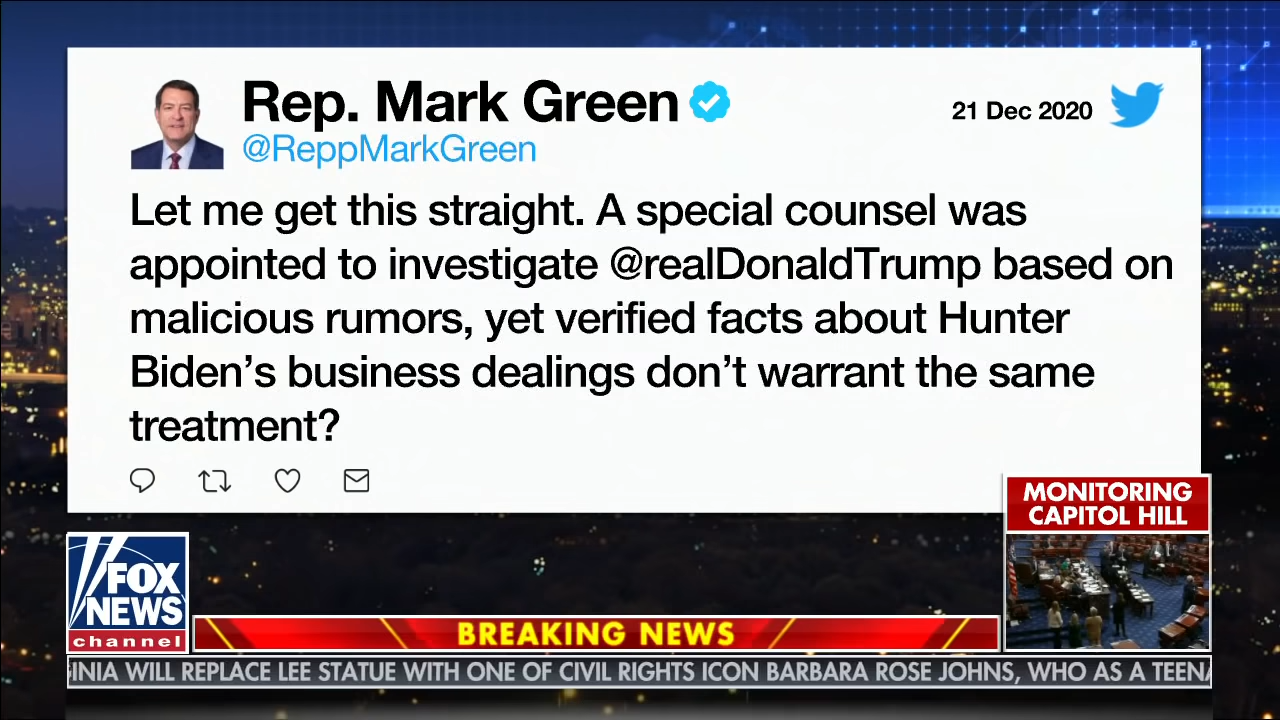 Rep. Mark Green
@ReppMarkGreen
21 Dec 2020
Let me get this straight. A special counsel was
appointed to investigate @realDonaldTrump based on
malicious rumors, yet verified facts about Hunter
Biden's business dealings don't warrant the same
treatment?
MONITORING
CAPITOL HILL
FOX
NEWS
channel
BREAKING NEWS
WILL REPLACE LEE STATUE WITH ONE OF CIVIL RIGHTS ICON BARBARA ROSE JOHNS, WHO AS A